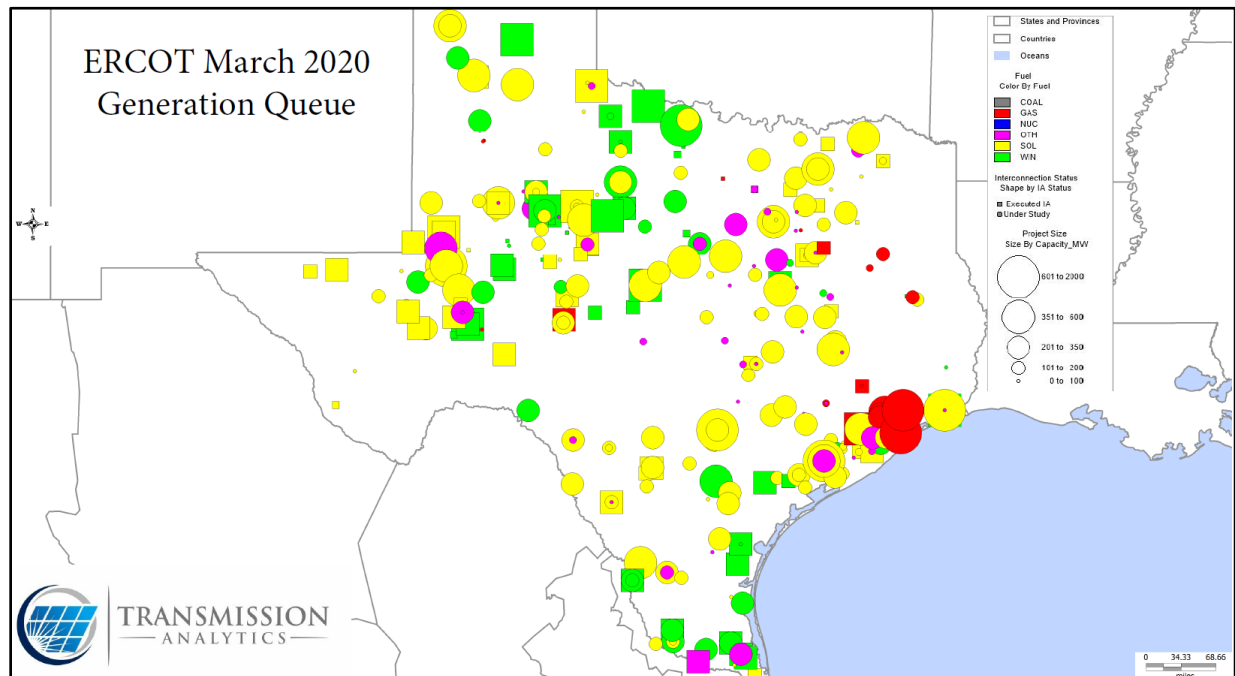 ERCOT March 2020
Generation Queue
States and Provinces
Countries
Oceans
Fuel
Color By Fuel
COAL
GAS
NUC
OTH
SOL
WIN
Interconnection Status
Shape by IA Status
Executed IA
Under Study
Project Size
Size By Capacity_MW
601 to 2000
351 to 600
201 to 350
101 to 200
0 to 100
N
W E
S
TRANSMISSION
ANALYTICS
0 34.33 68.66
miles